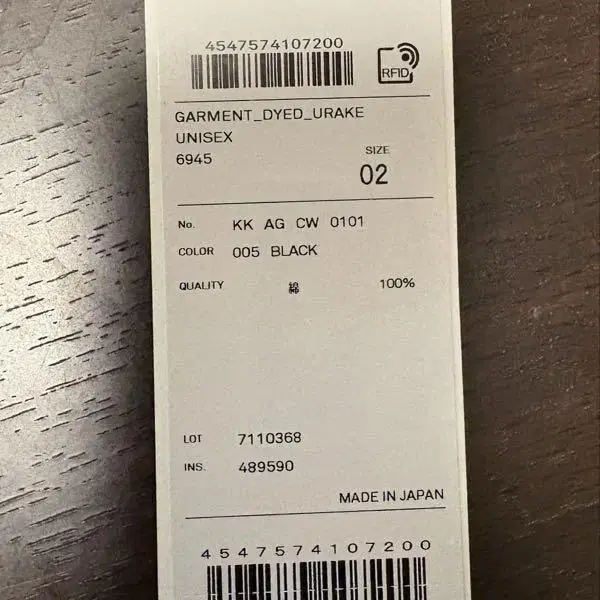 4547574107200
RFID
GARMENT_DYED_URAKE
UNISEX
6945
SIZE
02
No. KK AG CW 0101
COLOR 005 BLACK
QUALITY 綿 100%
LOT 7110368
INS. 489590
MADE IN JAPAN
4547574107200